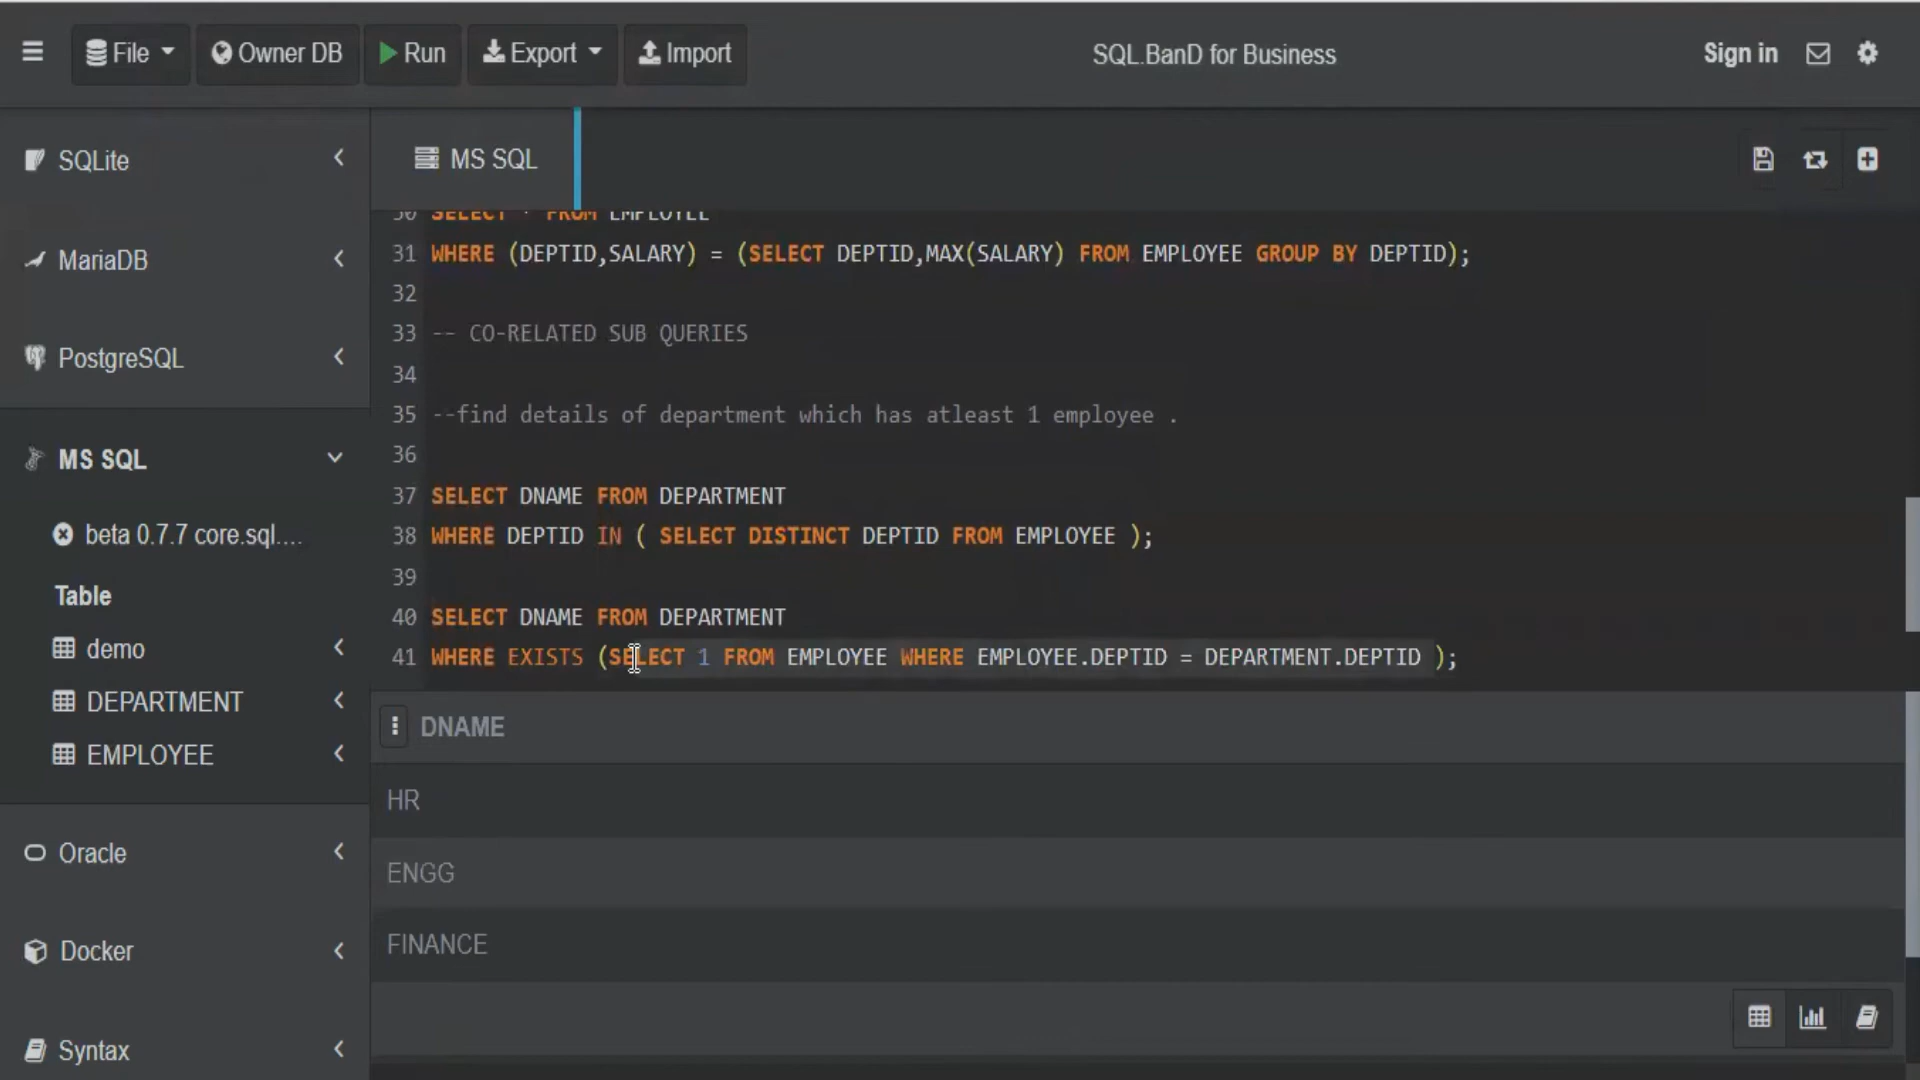 File
Owner DB
Run
Export
Import
SQL.BanD for Business
Sign in
SQLite
MariaDB
PostgreSQL
MS SQL
beta 0.7.7 core.sql....
Table
demo
DEPARTMENT
EMPLOYEE
Oracle
Docker
Syntax
MS SQL
30 SELECT * FROM EMPLOYEE
31 WHERE (DEPTID,SALARY) = (SELECT DEPTID,MAX(SALARY) FROM EMPLOYEE GROUP BY DEPTID);
32
33 -- CO-RELATED SUB QUERIES
34
35 --find details of department which has atleast 1 employee .
36
37 SELECT DNAME FROM DEPARTMENT
38 WHERE DEPTID IN ( SELECT DISTINCT DEPTID FROM EMPLOYEE );
39
40 SELECT DNAME FROM DEPARTMENT
41 WHERE EXISTS (SELECT 1 FROM EMPLOYEE WHERE EMPLOYEE.DEPTID = DEPARTMENT.DEPTID );
DNAME
HR
ENGG
FINANCE